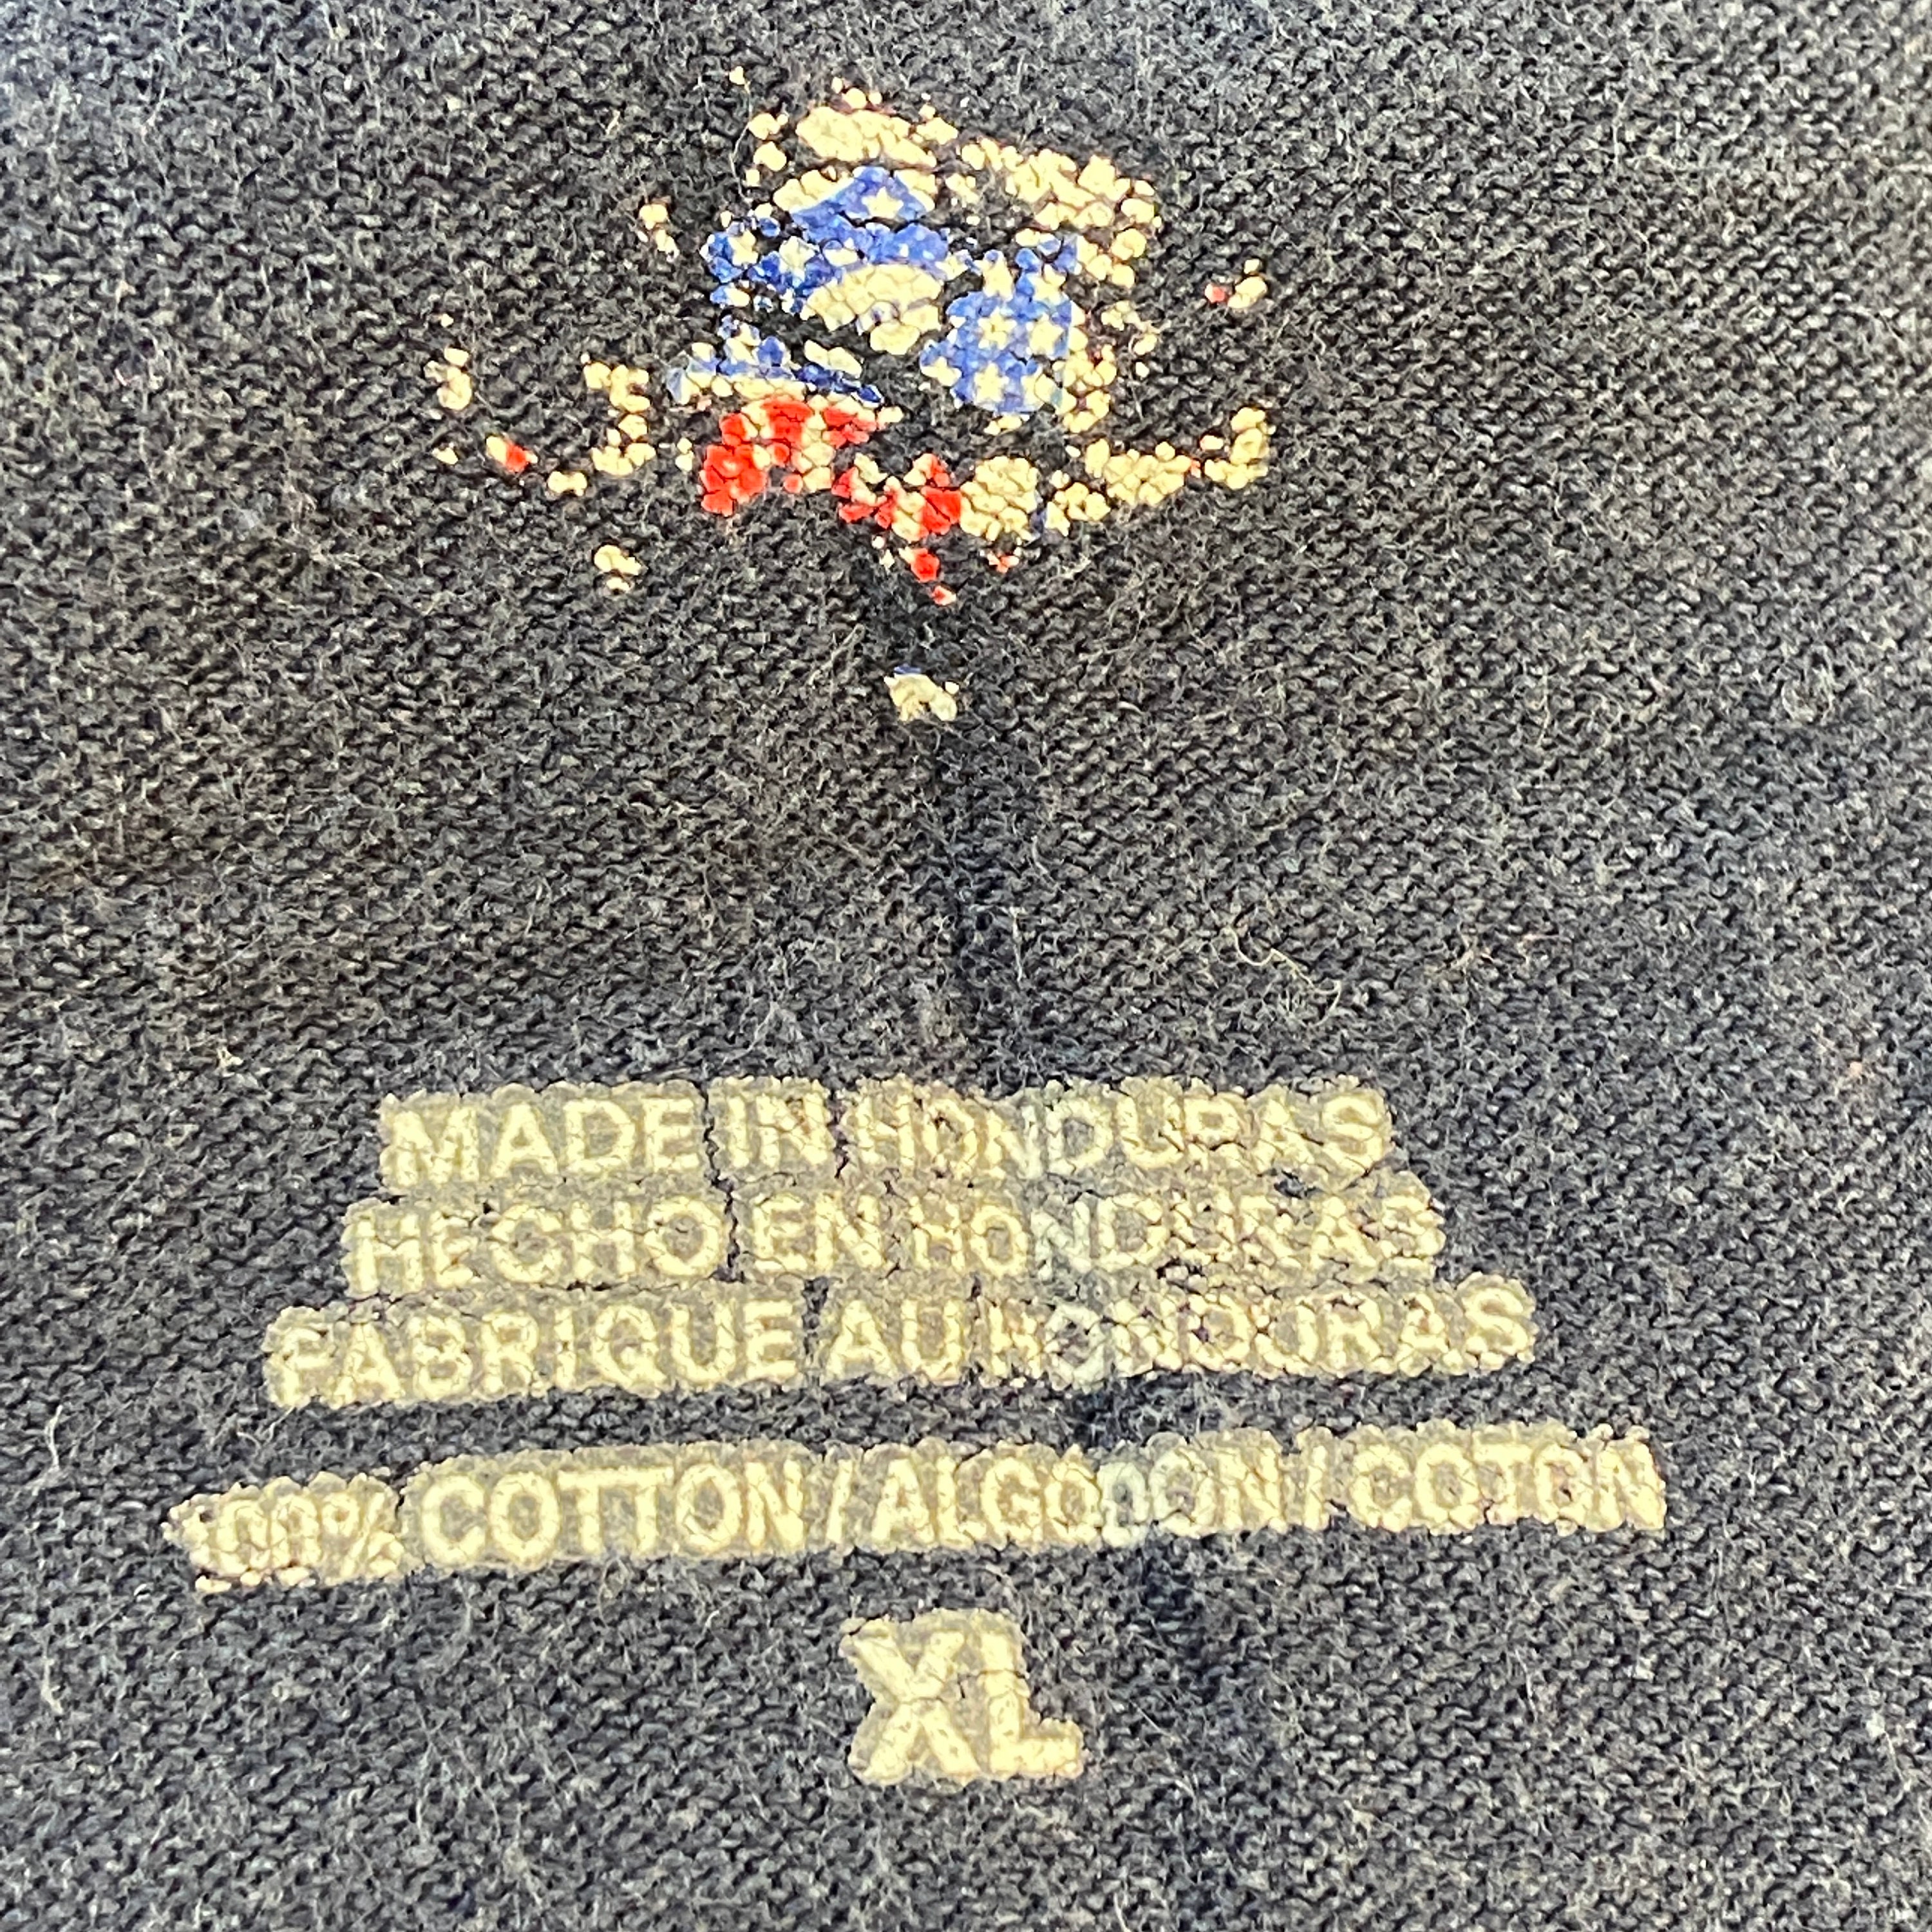 MADE IN HONDURAS
HECHO EN HONDURAS
FABRIQUE AU HONDURAS
100% COTTON / ALGODON / COTON
XL